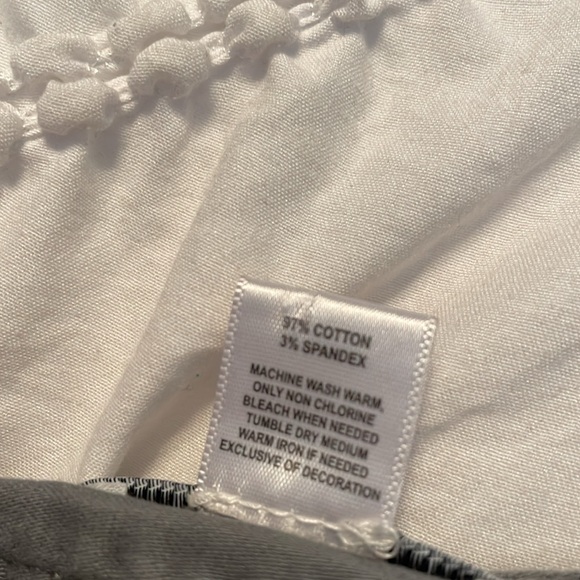 97% COTTON
3% SPANDEX
MACHINE WASH WARM,
ONLY NON CHLORINE
BLEACH WHEN NEEDED
TUMBLE DRY MEDIUM
WARM IRON IF NEEDED
EXCLUSIVE OF DECORATION